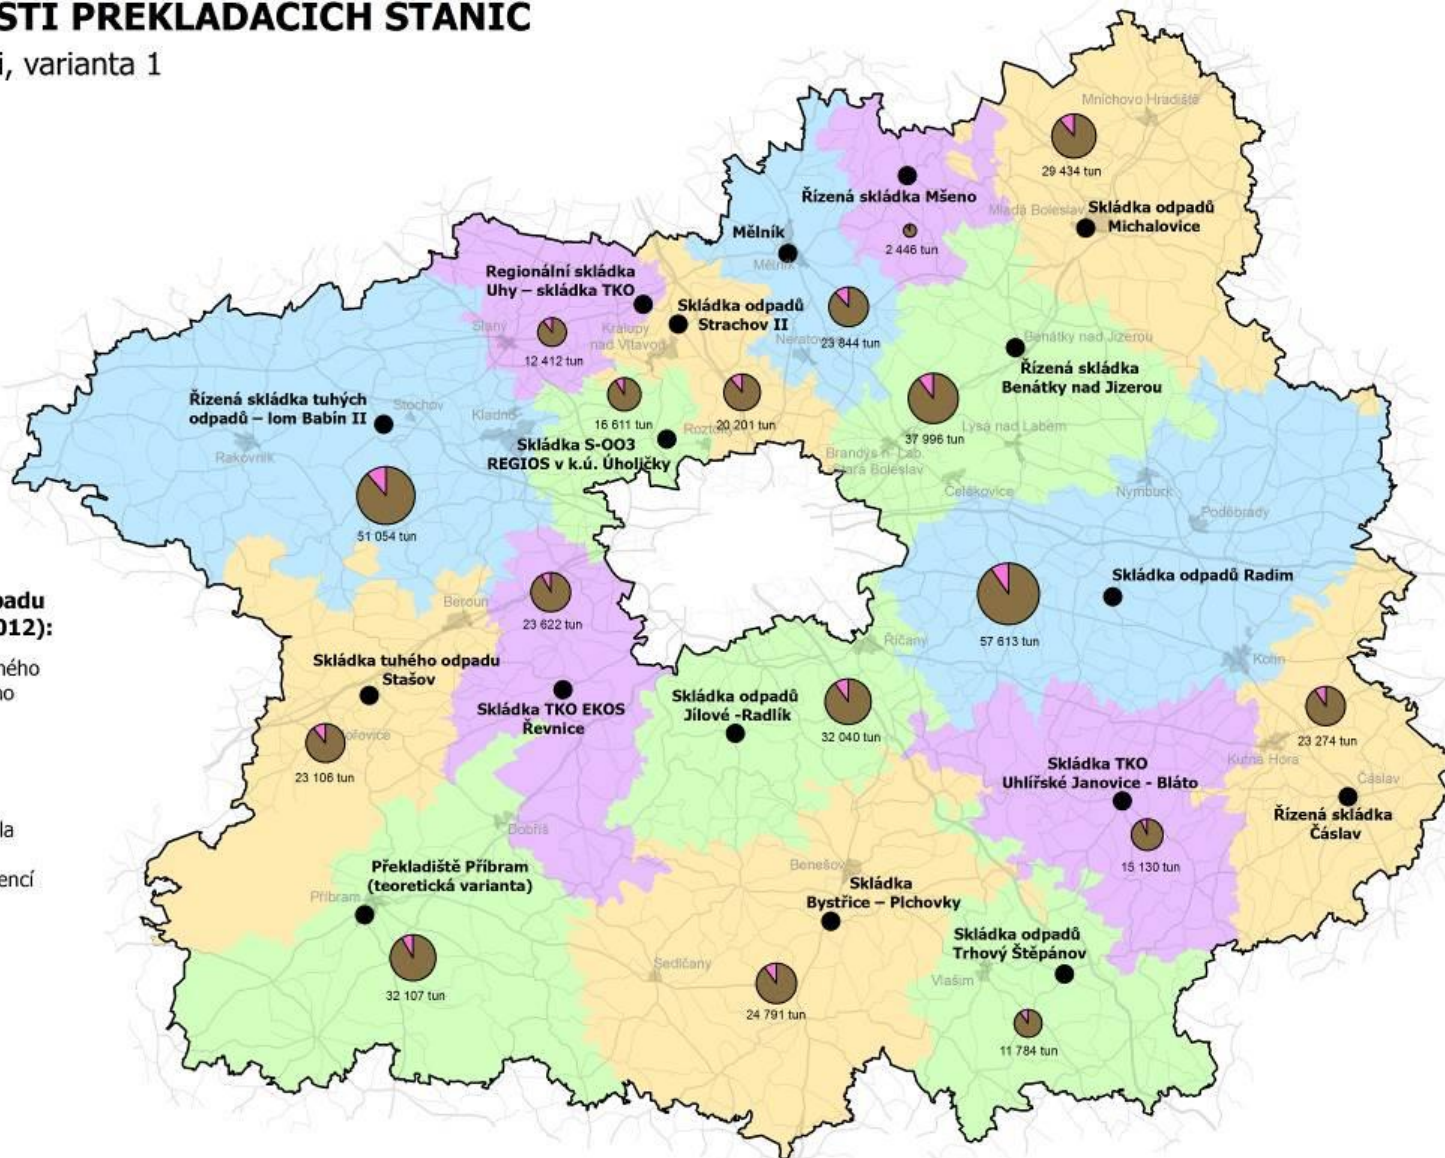 STI PŘEKLÁDACÍCH STANIC
i, varianta 1
Mnichovo Hradiště
29 434 tun
Mladá Boleslav
Skládka odpadů
Michalovice
Řízená skládka Mšeno
2 446 tun
Mělník
Mělník
23 844 tun
Neratovice
Regionální skládka
Uhy – skládka TKO
Slaný
12 412 tun
Kralupy
nad Vltavou
Skládka odpadů
Strachov II
20 201 tun
Benátky nad Jizerou
Řízená skládka
Benátky nad Jizerou
37 996 tun
Lysá nad Labem
Brandýs n. Lab.
Stará Boleslav
Čelákovice
Řízená skládka tuhých
odpadů – lom Babín II
Stochov
Kladno
Rakovník
51 054 tun
16 611 tun
Roztoky
Skládka S-OO3
REGIOS v k.ú. Úholičky
Nymburk
Poděbrady
Skládka odpadů Radim
57 613 tun
Kolín
Říčany
padu
012):
ného
no
la
encí
Beroun
23 622 tun
Skládka tuhého odpadu
Stašov
Hořovice
23 106 tun
Skládka TKO EKOS
Řevnice
Skládka odpadů
Jílové -Radlík
32 040 tun
Skládka TKO
Uhlířské Janovice - Bláto
15 130 tun
23 274 tun
Kutná Hora
Čáslav
Řízená skládka
Čáslav
Dobříš
Překladiště Příbram
(teoretická varianta)
Příbram
32 107 tun
Benešov
Skládka
Bystřice – Plchovky
Sedlčany
24 791 tun
Skládka odpadů
Trhový Štěpánov
Vlašim
11 784 tun